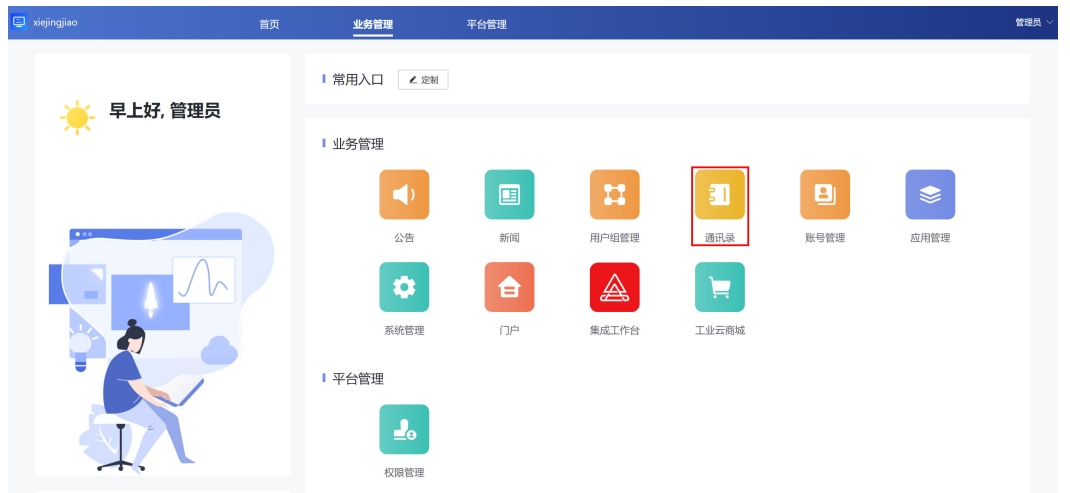 xiejingjiao 首页 业务管理 平台管理 管理员
早上好, 管理员
常用入口 定制
业务管理
公告 新闻 用户组管理 通讯录 账号管理 应用管理
系统管理 门户 集成工作台 工业云商城
平台管理
权限管理